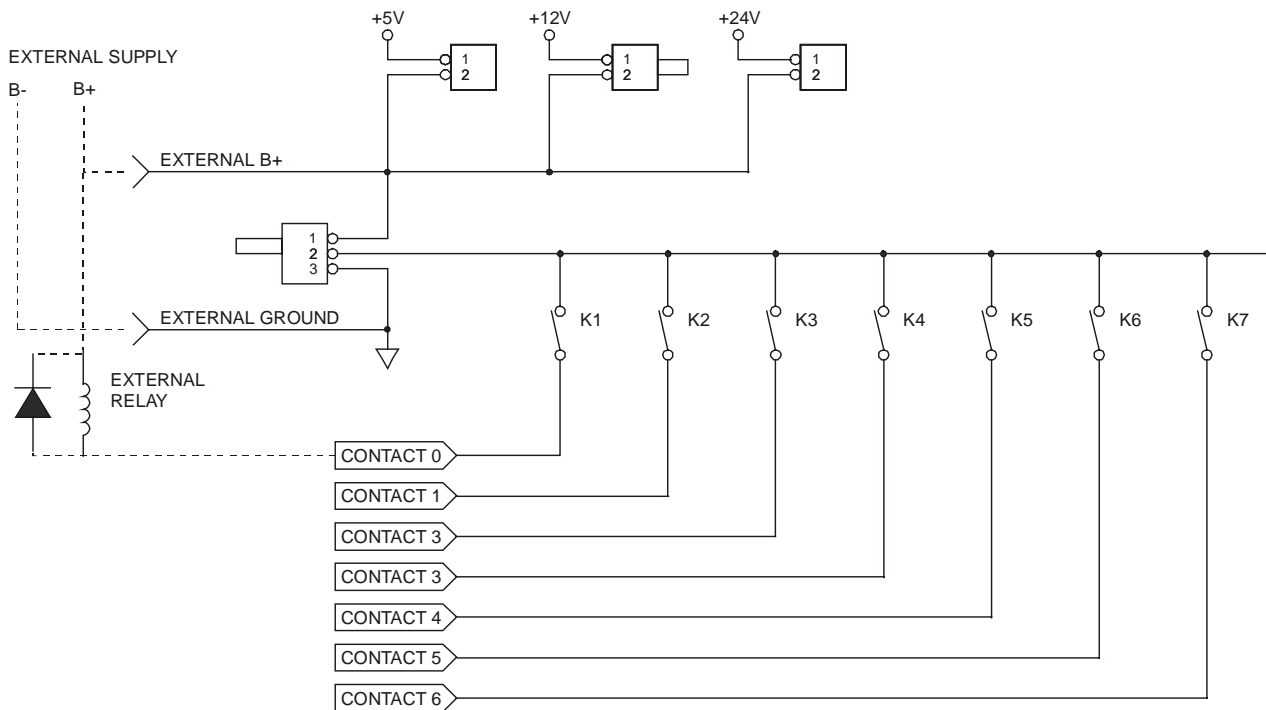 +5V
+12V
+24V
EXTERNAL SUPPLY
B-
B+
1
2
1
2
1
2
EXTERNAL B+
1
2
3
EXTERNAL GROUND
K1
K2
K3
K4
K5
K6
K7
EXTERNAL
RELAY
CONTACT 0
CONTACT 1
CONTACT 3
CONTACT 3
CONTACT 4
CONTACT 5
CONTACT 6